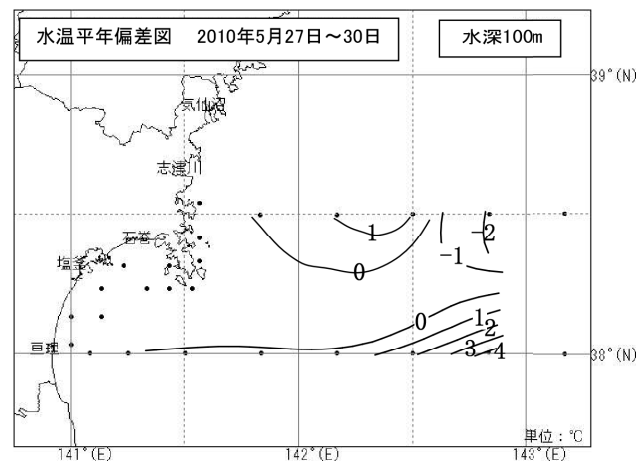 水温平年偏差図 2010年5月27日～30日
水深100m
39°(N)
気仙沼
志津川
石巻
塩釜
亘理
1
-2
-1
0
0
1
2
3
4
38°(N)
単位：℃
141°(E)
142°(E)
143°(E)